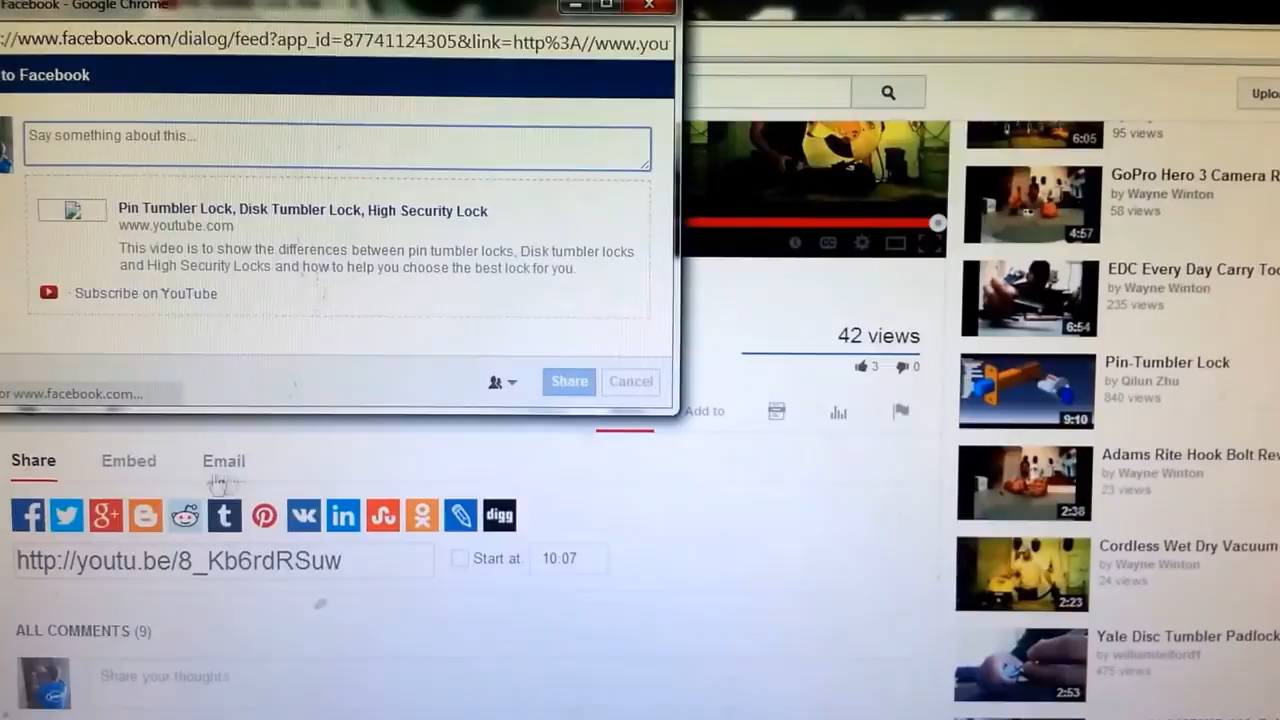 Facebook - Google Chrome
://www.facebook.com/dialog/feed?app_id=87741124305&link=http%3A//www.you
to Facebook
Say something about this...
Pin Tumbler Lock, Disk Tumbler Lock, High Security Lock
www.youtube.com
This video is to show the differences between pin tumbler locks, Disk tumbler locks
and High Security Locks and how to help you choose the best lock for you.
Subscribe on YouTube
Share
Cancel
or www.facebook.com...
Uploa
42 views
3
0
Add to
Share
Embed
Email
digg
http://youtu.be/8_Kb6rdRSuw
Start at
10:07
ALL COMMENTS (9)
Share your thoughts
6:05
95 views
GoPro Hero 3 Camera R
by Wayne Winton
58 views
4:57
EDC Every Day Carry Too
by Wayne Winton
235 views
6:54
Pin-Tumbler Lock
by Qilun Zhu
840 views
9:10
Adams Rite Hook Bolt Rev
by Wayne Winton
23 views
2:38
Cordless Wet Dry Vacuum
by Wayne Winton
24 views
2:23
Yale Disc Tumbler Padlock
by
475 views
2:53